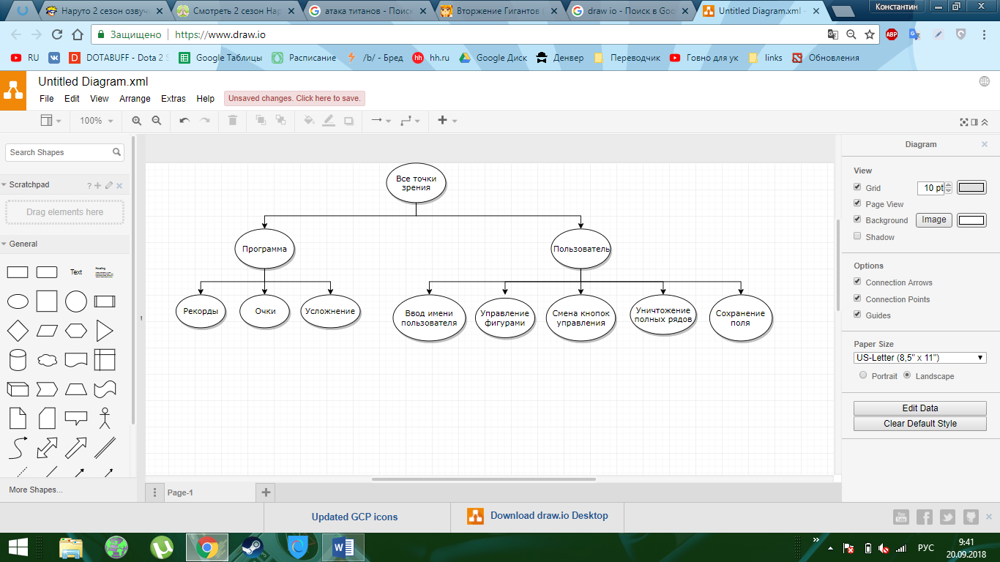 Наруто 2 сезон озвуч
Смотреть 2 сезон Нар
атака титанов - Поиск
Вторжение Гигантов
draw io - Поиск в Goo
Untitled Diagram.xml -
Константин
Защищено
https://www.draw.io
ABP
RU
DOTABUFF - Dota 2 S
Google Таблицы
Расписание
/b/ - Бред
hh
hh.ru
Google Диск
Денвер
Переводчик
Говно для ук
links
Обновления
Untitled Diagram.xml
File
Edit
View
Arrange
Extras
Help
Unsaved changes. Click here to save.
100%
Search Shapes
Scratchpad
?
Drag elements here
General
Text
Heading
More Shapes...
Все точки
зрения
Программа
Пользователь
Рекорды
Очки
Усложнение
Ввод имени
пользователя
Управление
фигурами
Смена кнопок
управления
Уничтожение
полных рядов
Сохранение
поля
Diagram
View
Grid
10 pt
Page View
Background
Image
Shadow
Options
Connection Arrows
Connection Points
Guides
Paper Size
US-Letter (8,5" x 11")
Portrait
Landscape
Edit Data
Clear Default Style
Page-1
Updated GCP icons
Download draw.io Desktop
You
Tube
РУС
9:41
20.09.2018